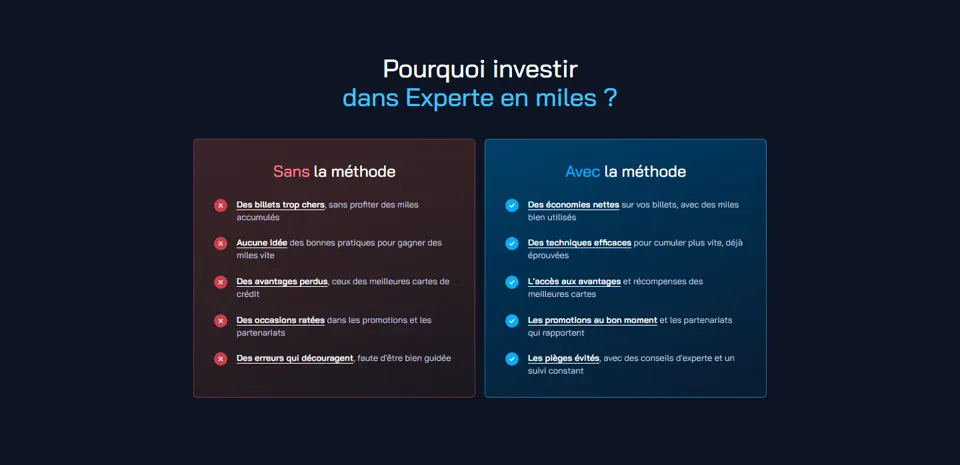 Pourquoi investir
dans Experte en miles ?
Sans la méthode
Des billets trop chers, sans profiter des miles
accumulés
Aucune idée des bonnes pratiques pour gagner des
miles vite
Des avantages perdus, ceux des meilleures cartes de
crédit
Des occasions ratées dans les promotions et les
partenariats
Des erreurs qui découragent, faute d'être bien guidée
Avec la méthode
Des économies nettes sur vos billets, avec des miles
bien utilisés
Des techniques efficaces pour cumuler plus vite, déjà
éprouvées
L'accès aux avantages et récompenses des
meilleures cartes
Les promotions au bon moment et les partenariats
qui rapportent
Les pièges évités, avec des conseils d'experte et un
suivi constant